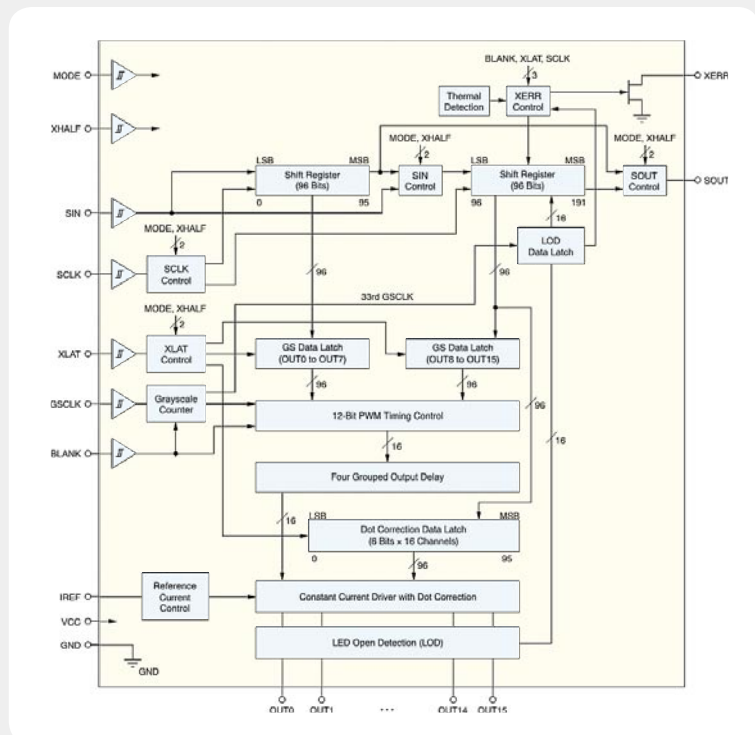 BLANK, XLAT, SCLK
3
MODE
XERR
Thermal
Detection
XERR
Control
XHALF
MODE, XHALF
2
MODE, XHALF
2
LSB
MSB
Shift Register
(96 Bits)
0
95
SIN
Control
LSB
MSB
Shift Register
(96 Bits)
96
191
SOUT
Control
SOUT
SIN
16
MODE, XHALF
2
LOD
Data Latch
SCLK
SCLK
Control
96
96
33rd GSCLK
MODE, XHALF
2
XLAT
XLAT
Control
GS Data Latch
(OUT0 to OUT7)
GS Data Latch
(OUT8 to OUT15)
96
96
GSCLK
Grayscale
Counter
12-Bit PWM Timing Control
96
BLANK
16
16
Four Grouped Output Delay
16
LSB
MSB
Dot Correction Data Latch
(6 Bits × 16 Channels)
0
95
96
IREF
Reference
Current
Control
Constant Current Driver with Dot Correction
VCC
GND
GND
LED Open Detection (LOD)
OUT0
OUT1
...
OUT14
OUT15